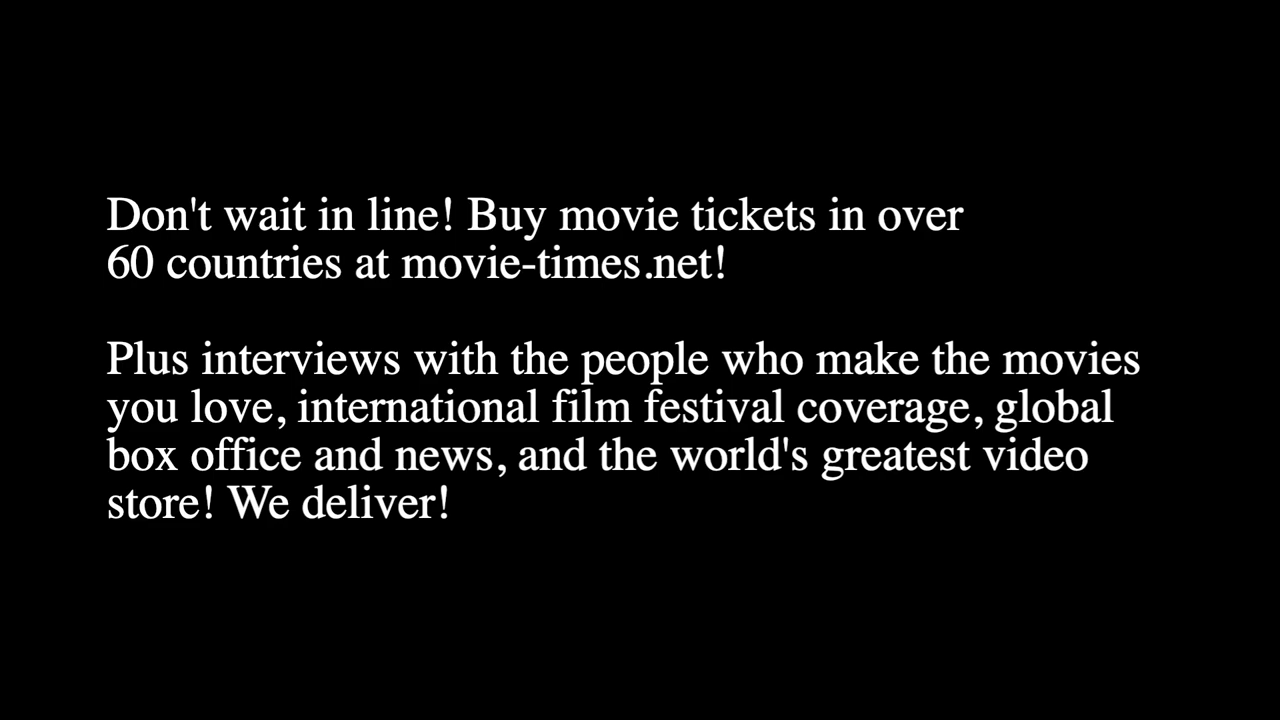 Don't wait in line! Buy movie tickets in over
60 countries at movie-times.net!
Plus interviews with the people who make the movies
you love, international film festival coverage, global
box office and news, and the world's greatest video
store! We deliver!